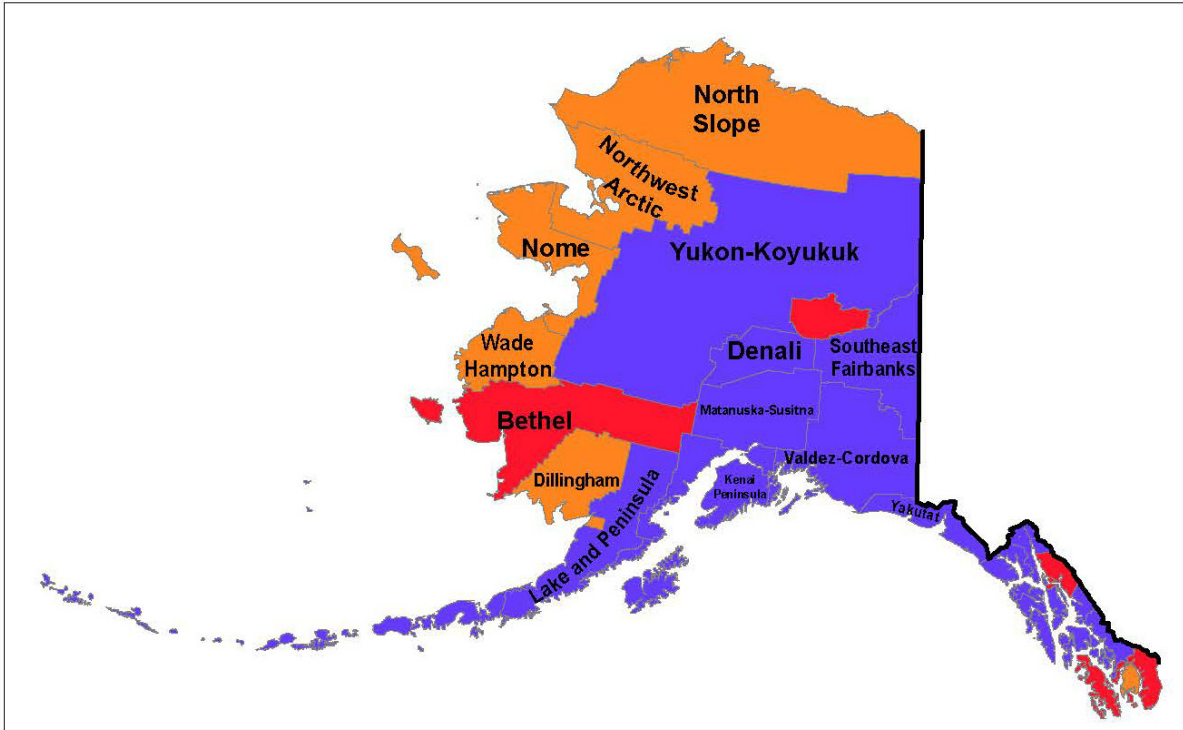 North
Slope
Northwest
Arctic
Nome
Yukon-Koyukuk
Wade
Hampton
Denali
Southeast
Fairbanks
Bethel
Matanuska-Susitna
Dillingham
Valdez-Cordova
Kenai
Peninsula
Lake and Peninsula
Yakutat